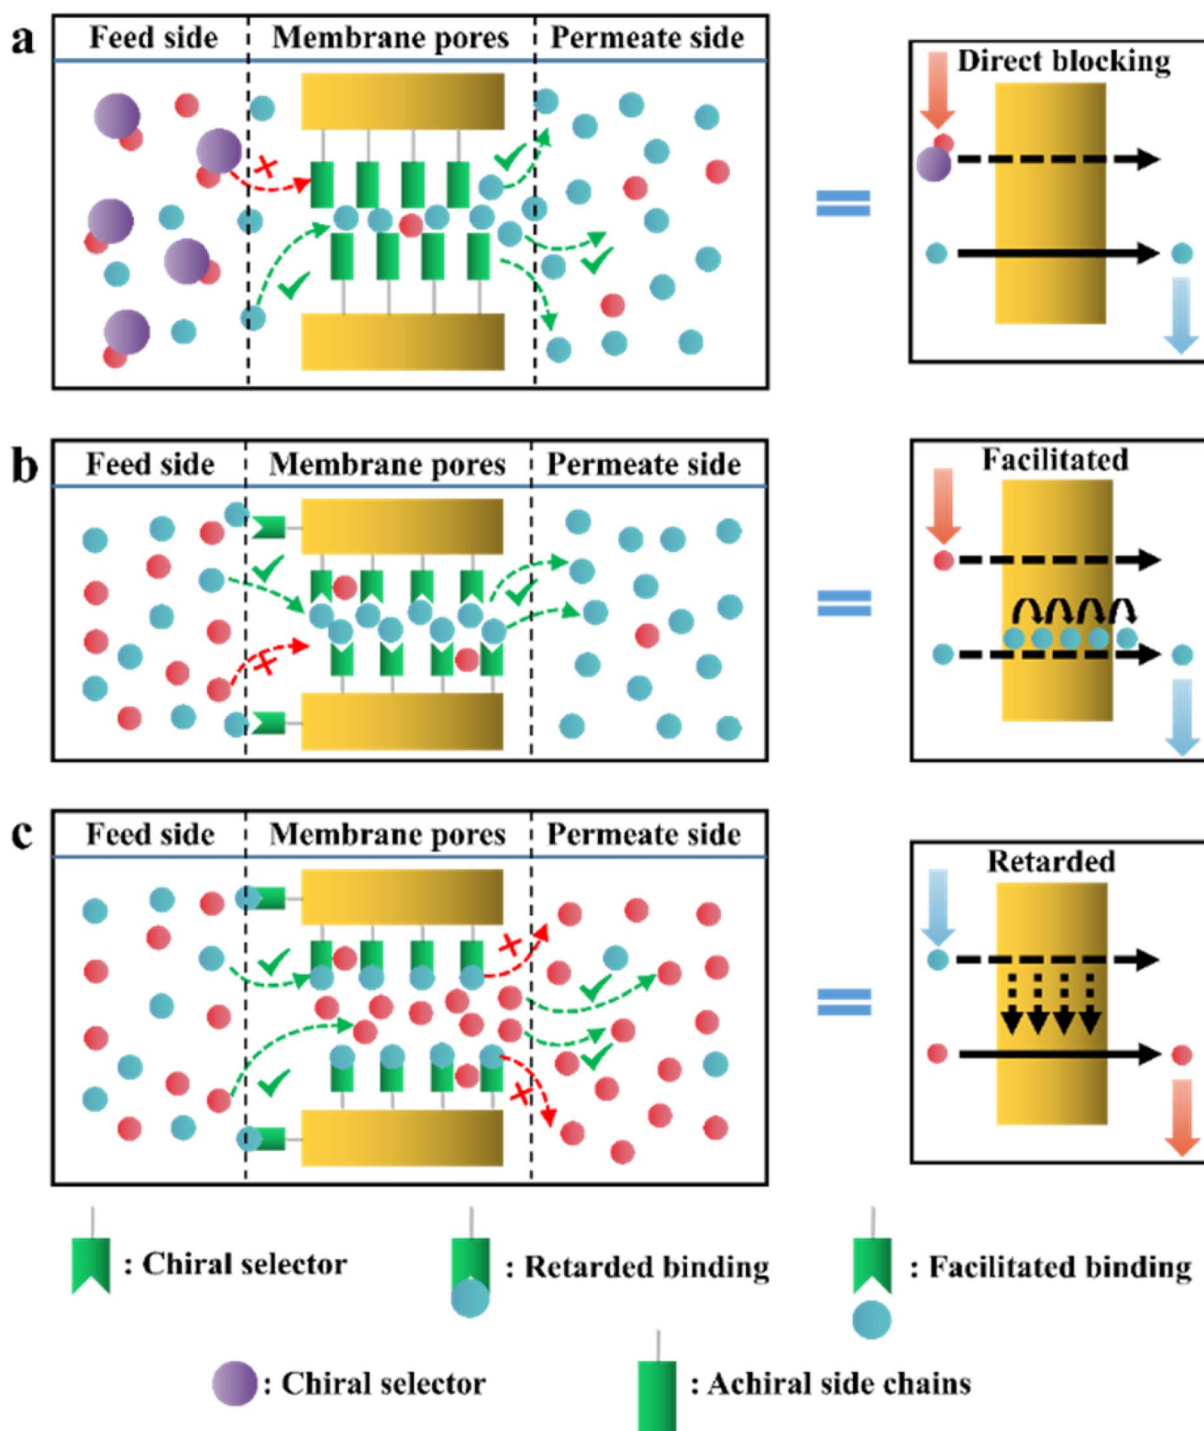 a
Feed side
Membrane pores
Permeate side
Direct blocking
b
Feed side
Membrane pores
Permeate side
Facilitated
c
Feed side
Membrane pores
Permeate side
Retarded
: Chiral selector
: Retarded binding
: Facilitated binding
: Chiral selector
: Achiral side chains